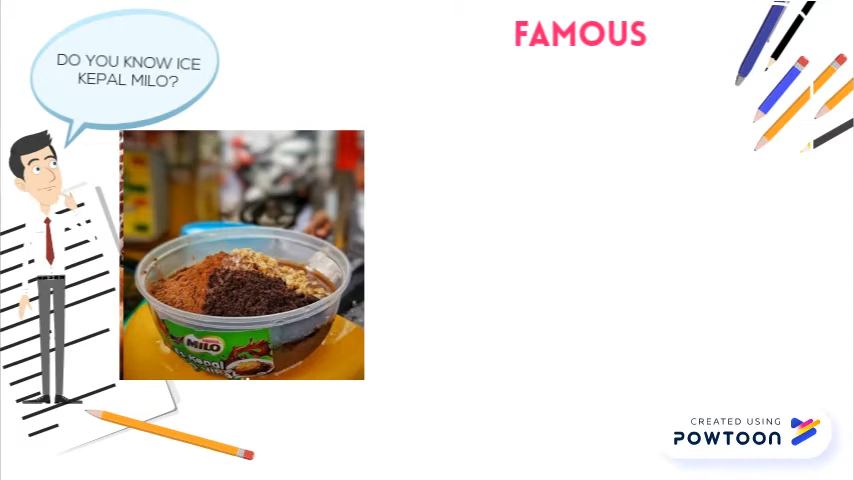 FAMOUS
DO YOU KNOW ICE
KEPAL MILO?
MILO
Kepal
CREATED USING
POWTOON